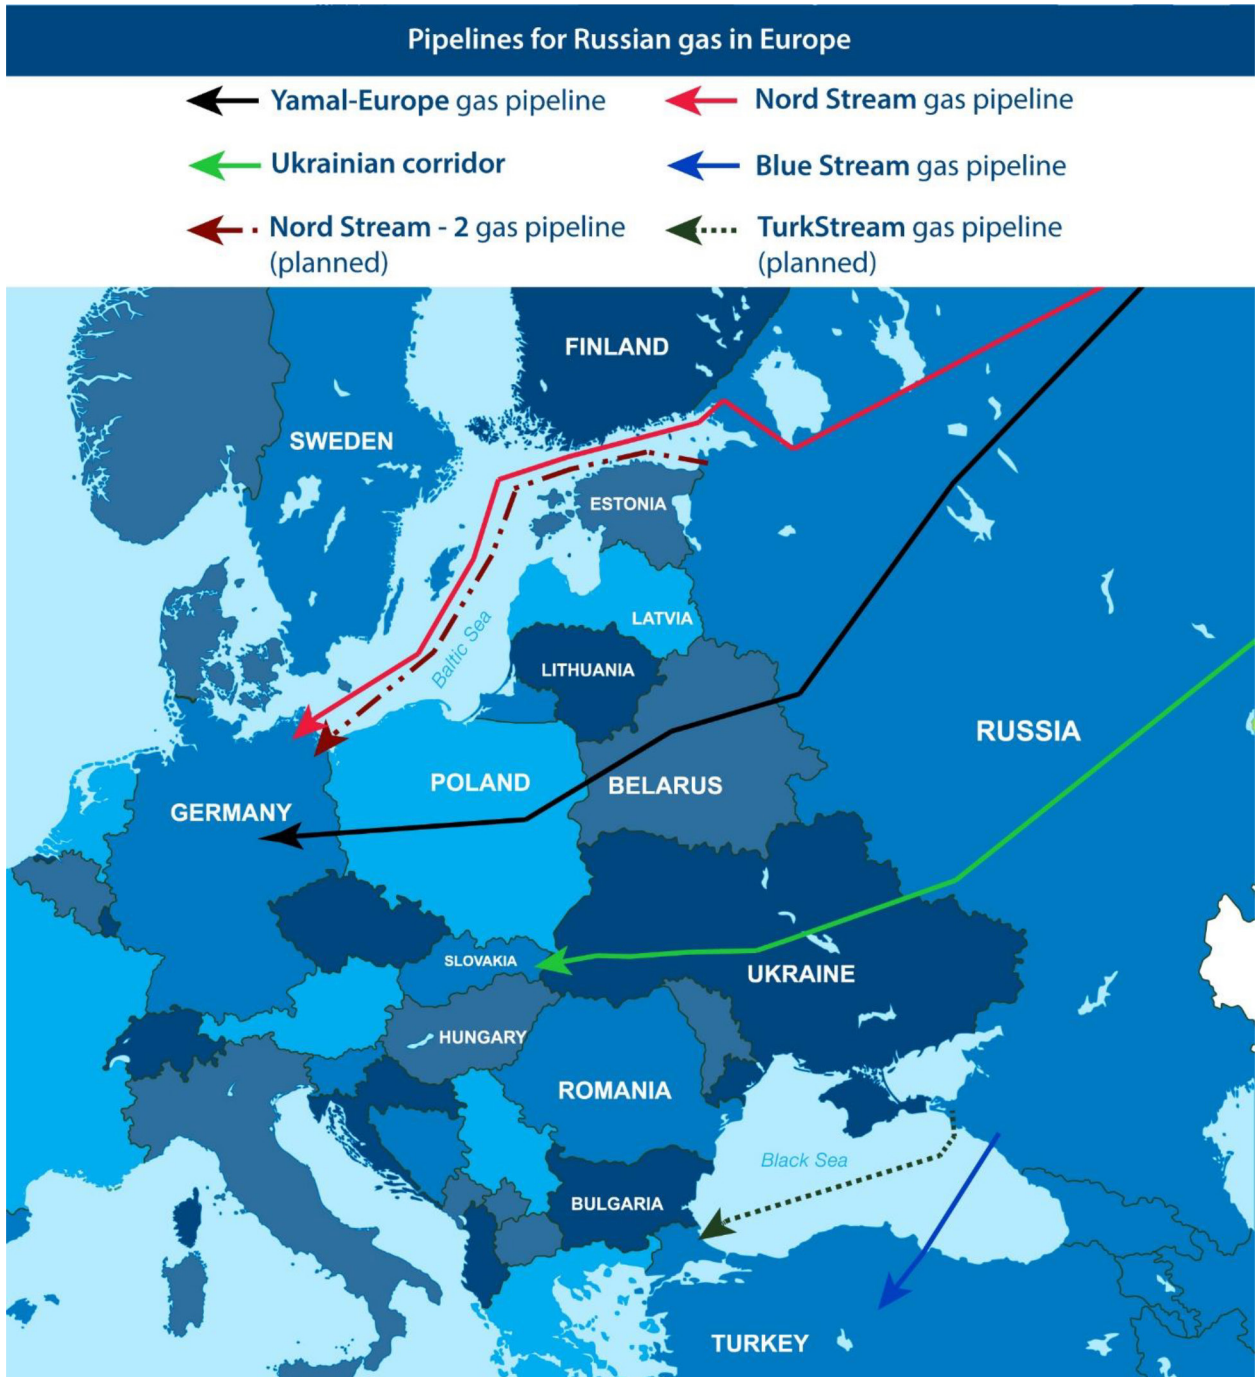 Pipelines for Russian gas in Europe
Yamal-Europe gas pipeline
Nord Stream gas pipeline
Ukrainian corridor
Blue Stream gas pipeline
Nord Stream - 2 gas pipeline
(planned)
TurkStream gas pipeline
(planned)
FINLAND
SWEDEN
ESTONIA
LATVIA
Baltic Sea
LITHUANIA
RUSSIA
POLAND
BELARUS
GERMANY
SLOVAKIA
UKRAINE
HUNGARY
ROMANIA
Black Sea
BULGARIA
TURKEY